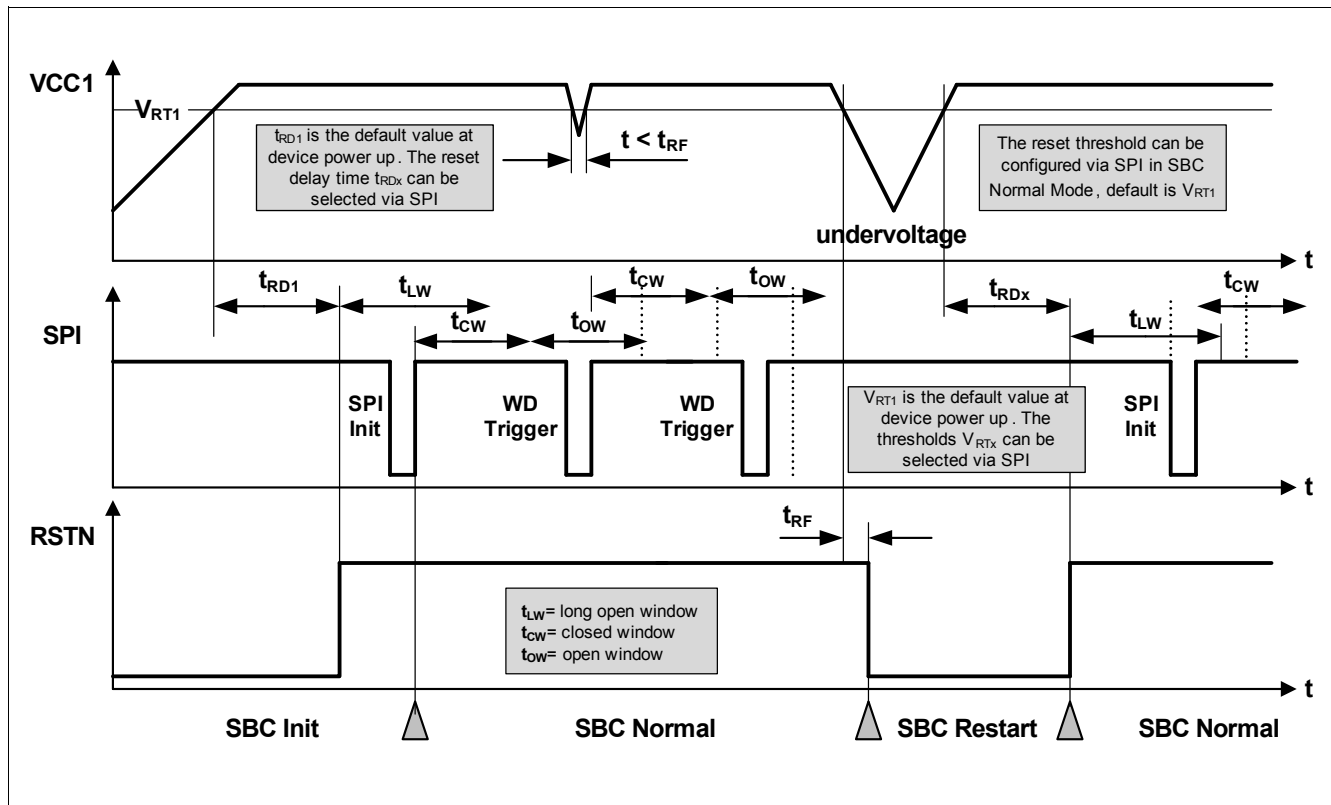 VCC1
VRT1
tRD1 is the default value at
device power up . The reset
delay time tRDx can be
selected via SPI
t < tRF
The reset threshold can be
configured via SPI in SBC
Normal Mode , default is VRT1
undervoltage
t
tRD1
tLW
tCW
tOW
tRDx
tCW
SPI
tCW
tOW
tLW
SPI
Init
WD
Trigger
WD
Trigger
VRT1 is the default value at
device power up . The
thresholds VRTx can be
selected via SPI
SPI
Init
t
RSTN
tRF
tLW= long open window
tCW= closed window
tOW= open window
t
SBC Init
SBC Normal
SBC Restart
SBC Normal